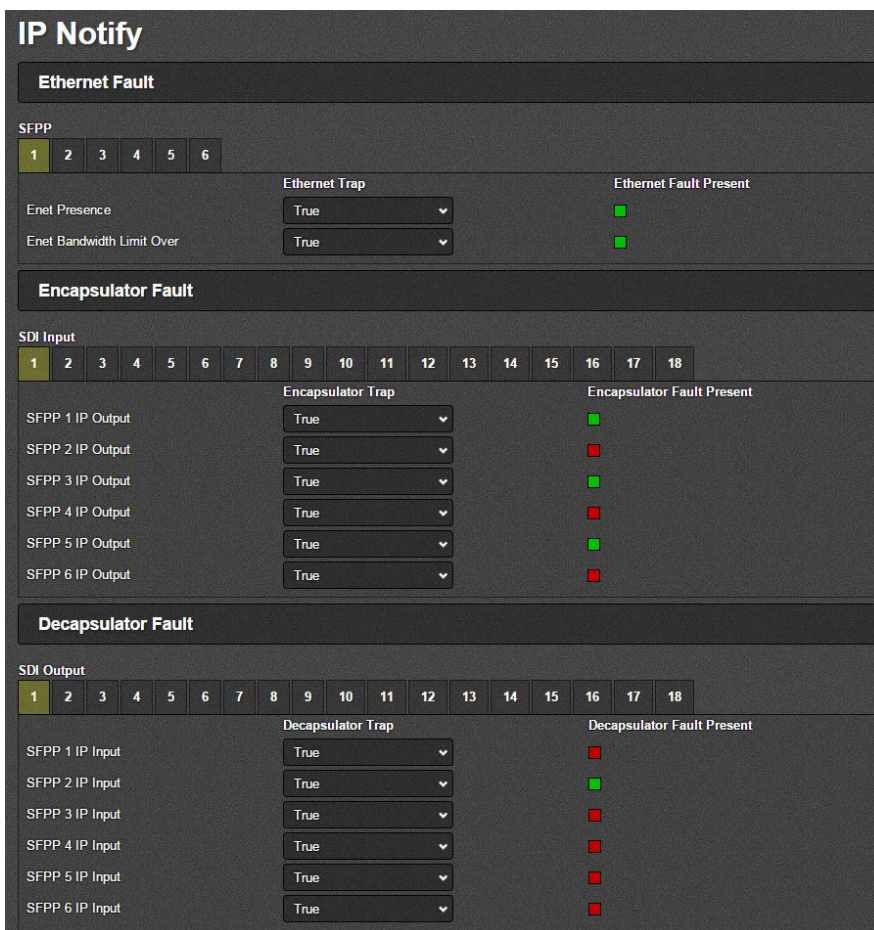 IP Notify
Ethernet Fault
SFPP
1 2 3 4 5 6
Ethernet Trap Ethernet Fault Present
Enet Presence True
Enet Bandwidth Limit Over True
Encapsulator Fault
SDI Input
1 2 3 4 5 6 7 8 9 10 11 12 13 14 15 16 17 18
Encapsulator Trap Encapsulator Fault Present
SFPP 1 IP Output True
SFPP 2 IP Output True
SFPP 3 IP Output True
SFPP 4 IP Output True
SFPP 5 IP Output True
SFPP 6 IP Output True
Decapsulator Fault
SDI Output
1 2 3 4 5 6 7 8 9 10 11 12 13 14 15 16 17 18
Decapsulator Trap Decapsulator Fault Present
SFPP 1 IP Input True
SFPP 2 IP Input True
SFPP 3 IP Input True
SFPP 4 IP Input True
SFPP 5 IP Input True
SFPP 6 IP Input True